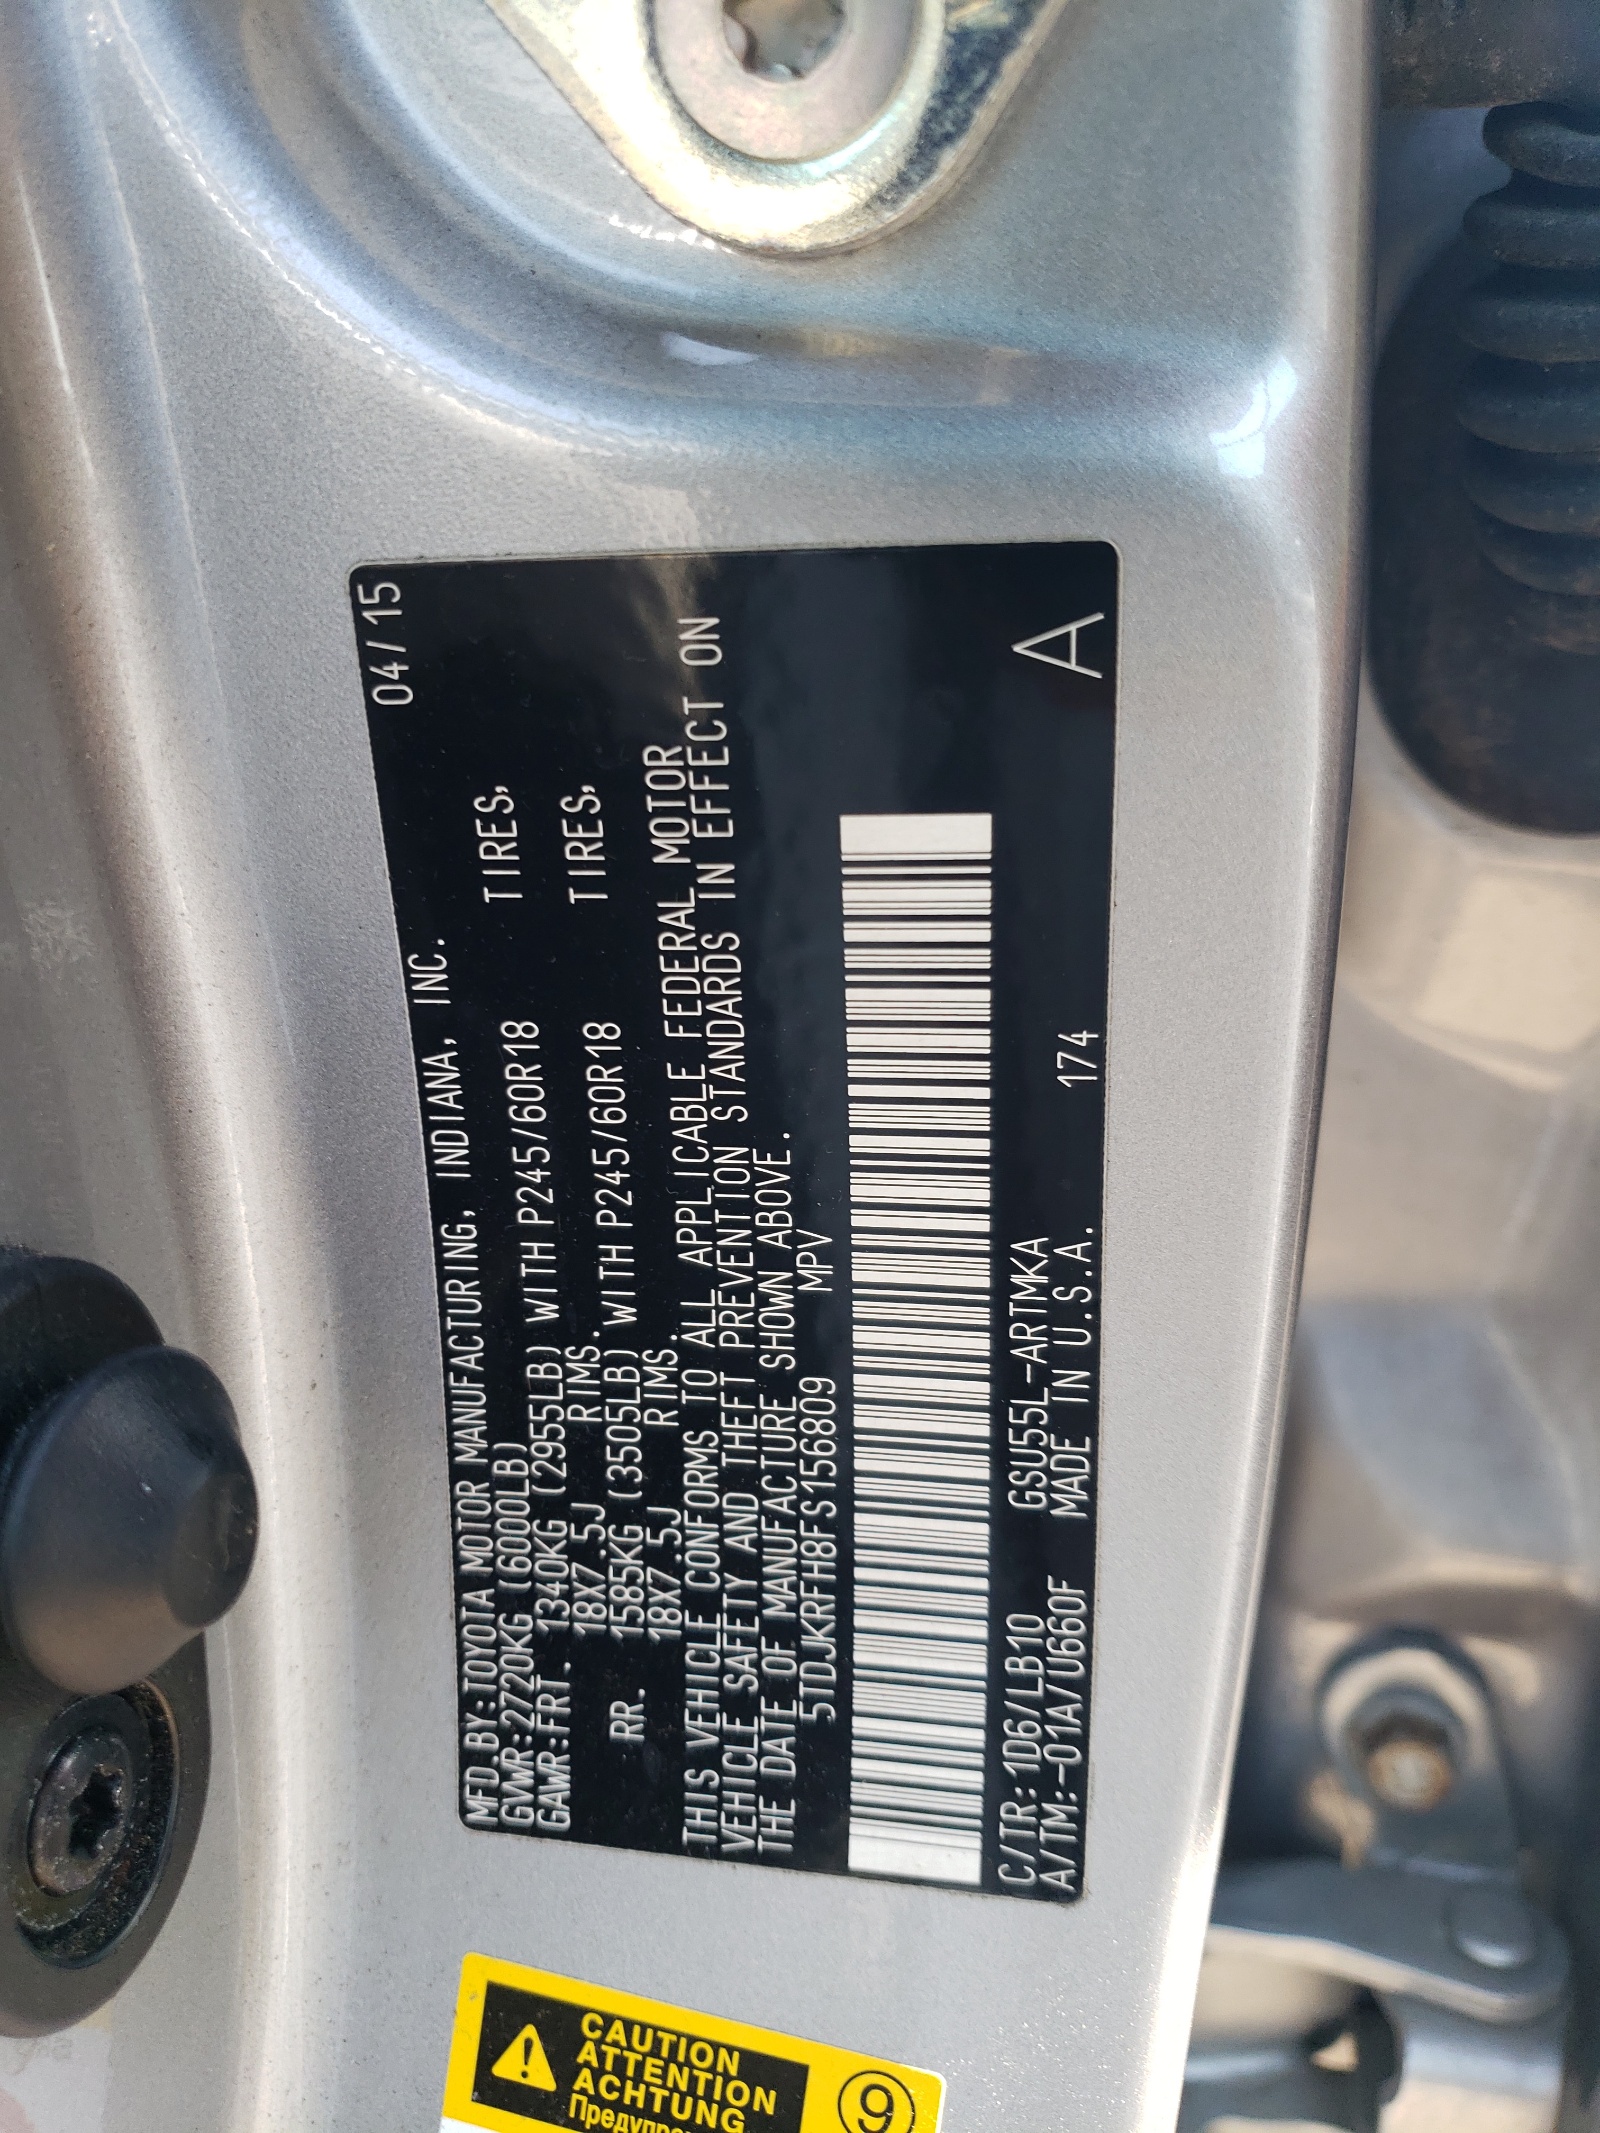 MFD.BY:TOYOTA MOTOR MANUFACTURING, INDIANA, INC. 04/15
GVWR:2720KG (6000LB)
GAWR:FRT. 1340KG (2955LB) WITH P245/60R18 TIRES,
18X7.5J RIMS.
RR. 1585KG (3505LB) WITH P245/60R18 TIRES,
18X7.5J RIMS.
THIS VEHICLE CONFORMS TO ALL APPLICABLE FEDERAL MOTOR
VEHICLE SAFETY AND THEFT PREVENTION STANDARDS IN EFFECT ON
THE DATE OF MANUFACTURE SHOWN ABOVE.
5TDJKRFH8FS156809 MPV
C/TR:1D6/LB10 GSU55L-ARTMKA
A/TM:-01A/U660F MADE IN U.S.A. 174
A
CAUTION
ATTENTION
ACHTUNG
9